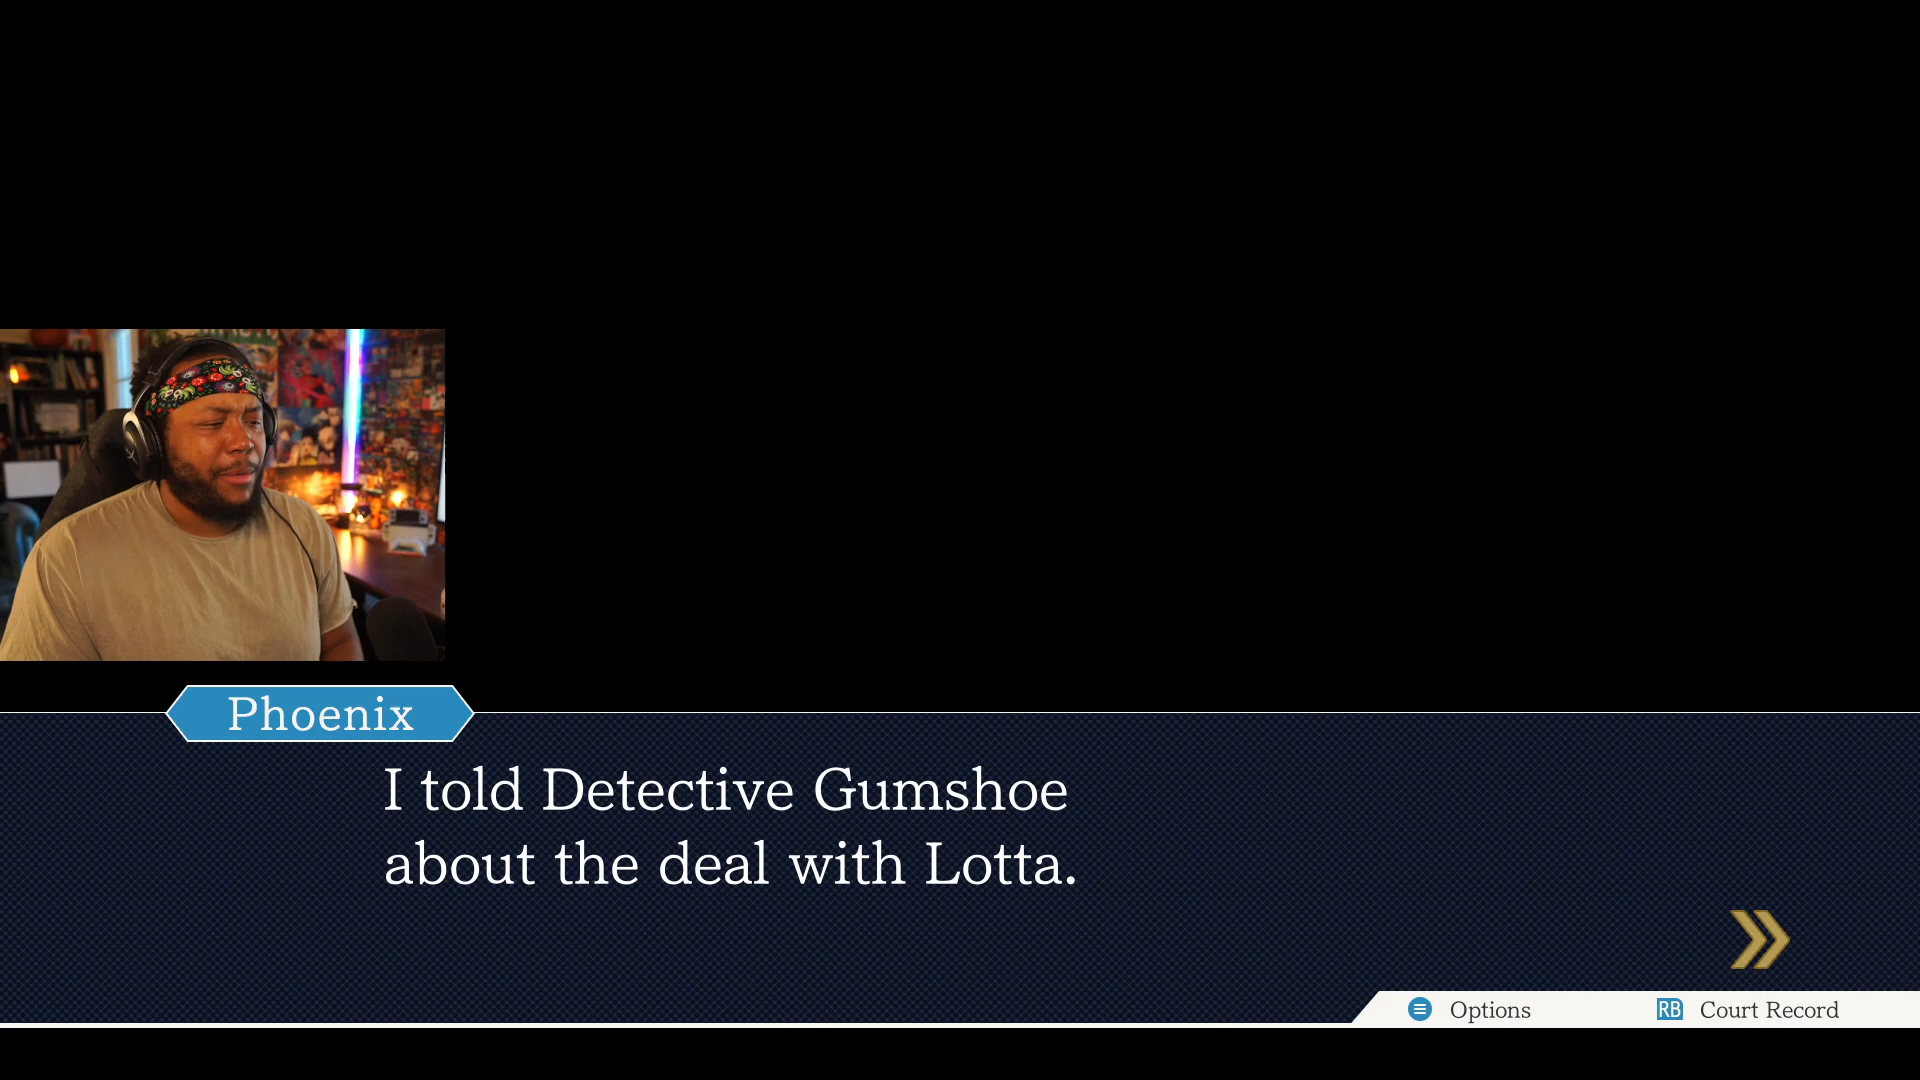 Phoenix
I told Detective Gumshoe
about the deal with Lotta.
Options
RB Court Record